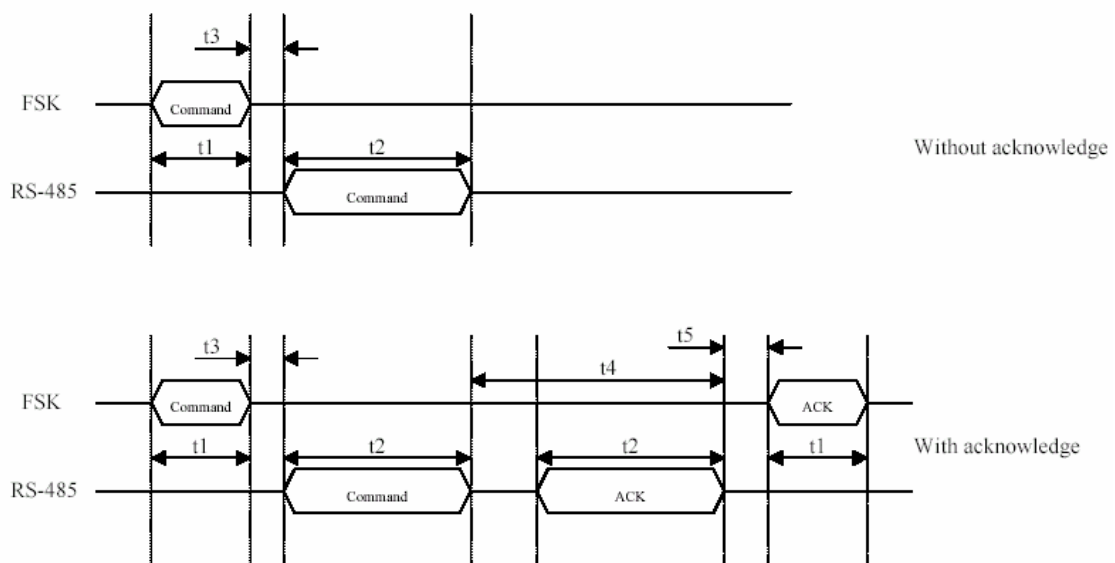 t3
FSK
Command
t1
t2
Without acknowledge
RS-485
Command
t5
t3
t4
FSK
Command
ACK
t1
t2
t2
t1
With acknowledge
RS-485
Command
ACK